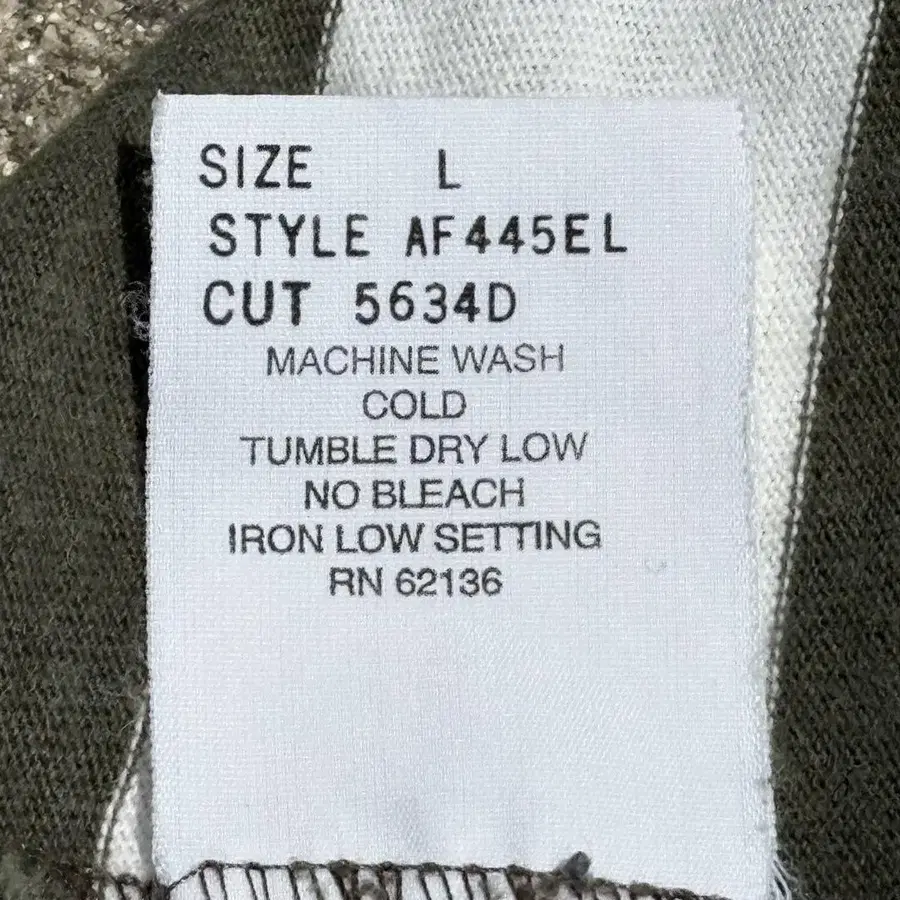 SIZE L
STYLE AF445EL
CUT 5634D
MACHINE WASH
COLD
TUMBLE DRY LOW
NO BLEACH
IRON LOW SETTING
RN 62136